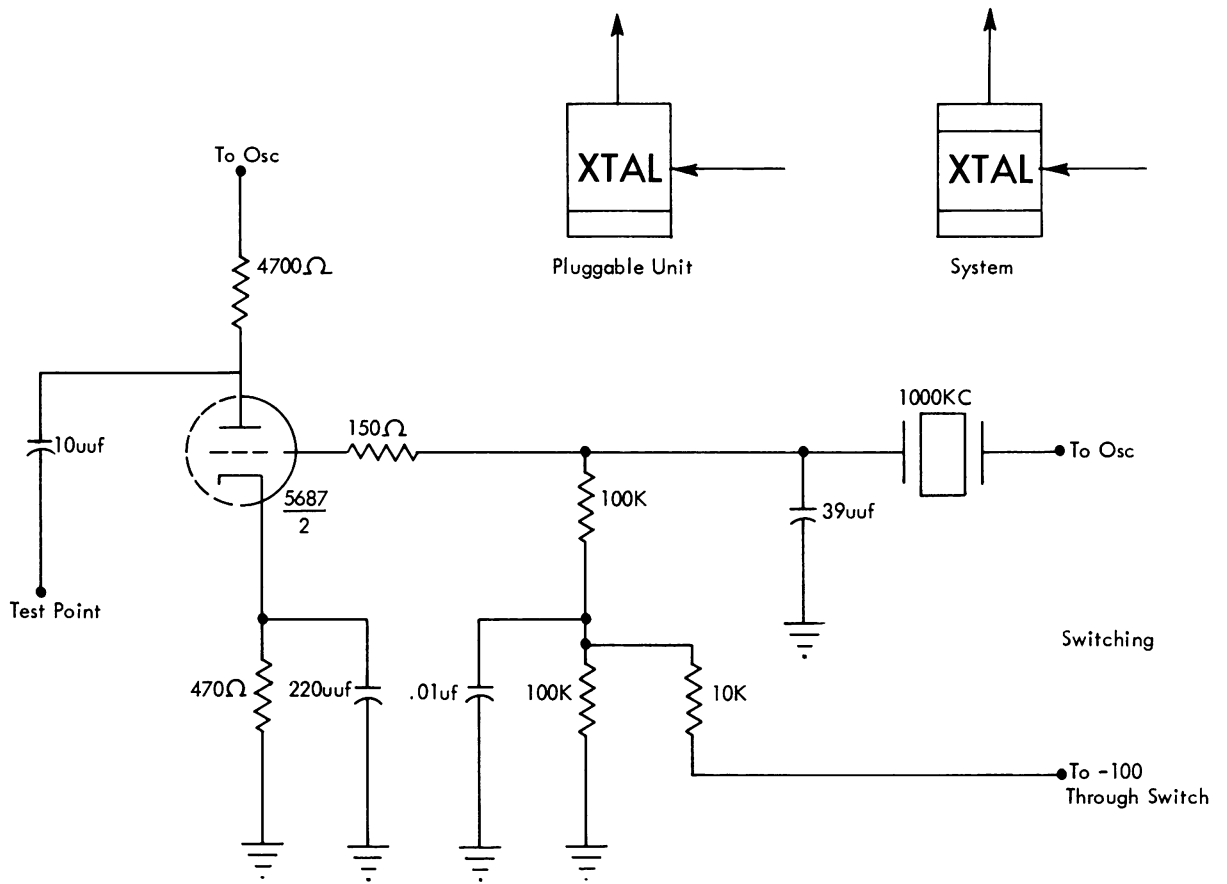 XTAL
XTAL
Pluggable Unit
System
To Osc
4700Ω
1000KC
150Ω
10uuf
To Osc
5687
2
100K
39uuf
Test Point
Switching
470Ω
220uuf
.01uf
100K
10K
To -100
Through Switch